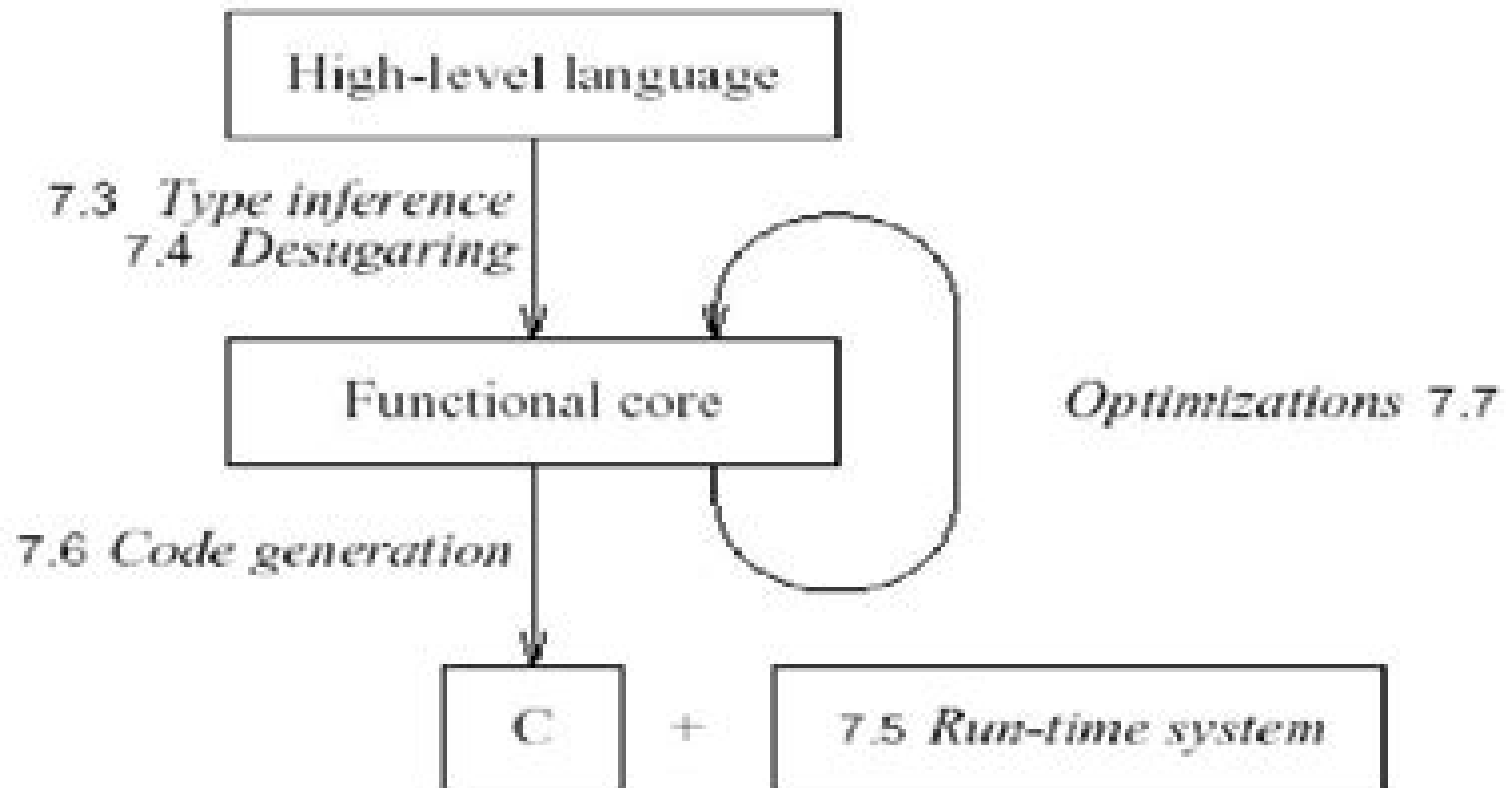 High-level language
7.3 Type inference
7.4 Desugaring
Functional core
Optimizations 7.7
7.6 Code generation
C + 7.5 Run-time system